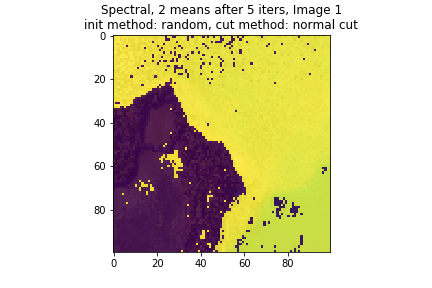 Spectral, 2 means after 5 iters, Image 1
init method: random, cut method: normal cut
0
20
40
60
80
0 20 40 60 80